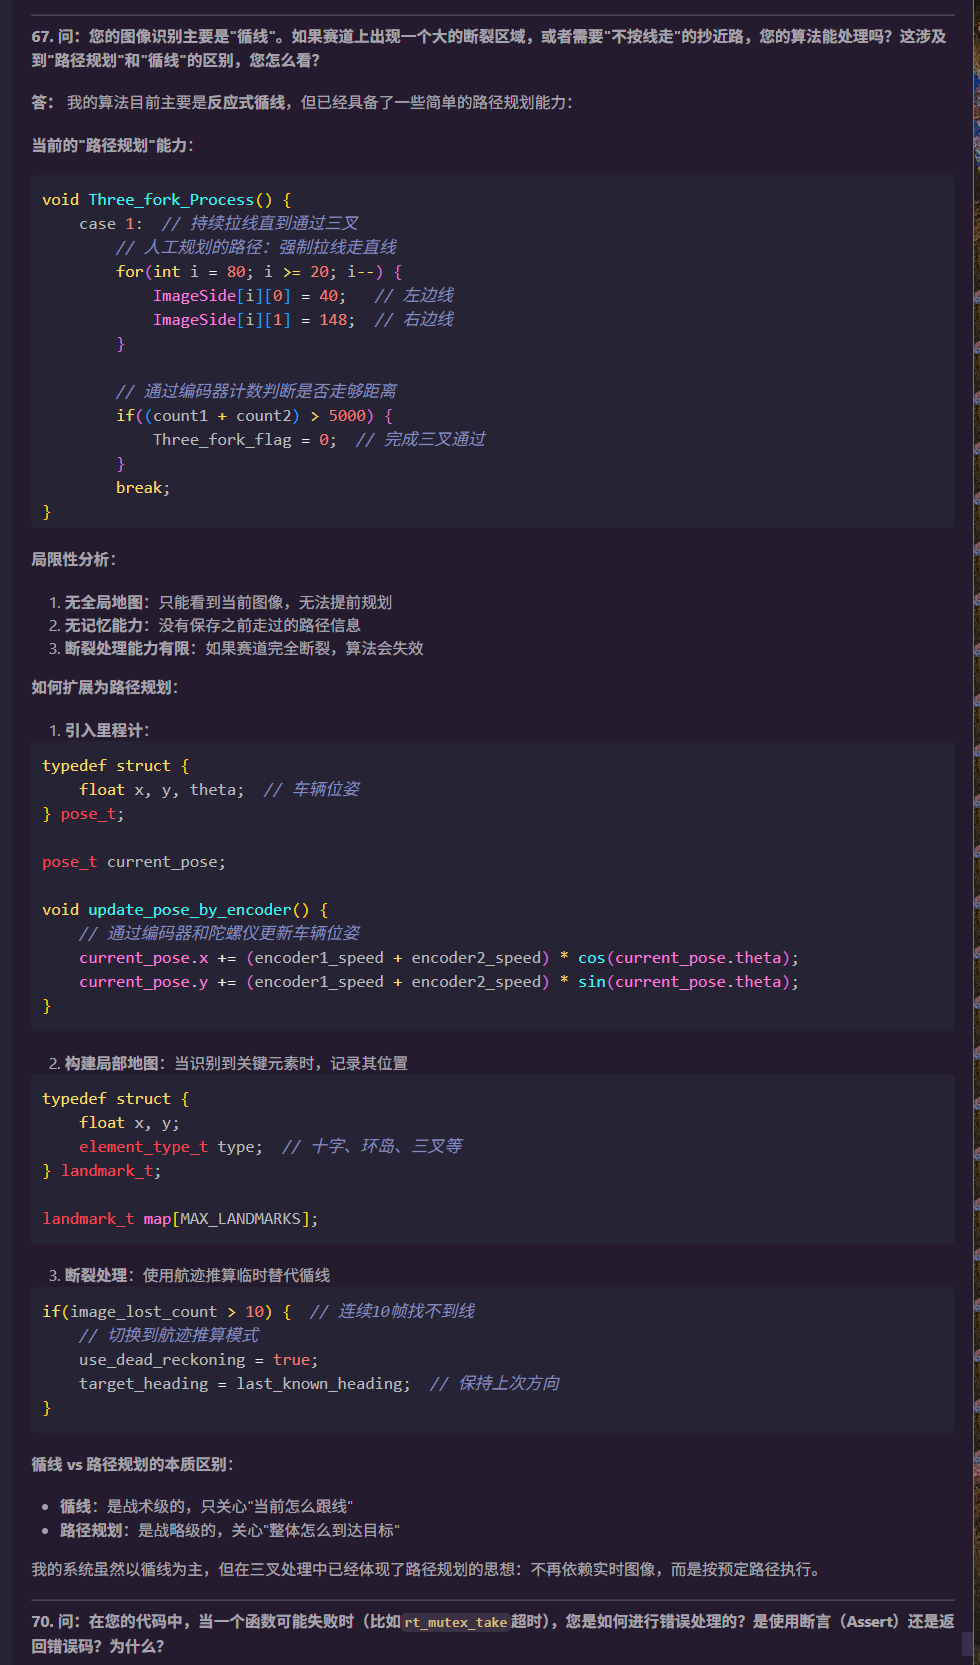 67. 问：您的图像识别主要是"循线"。如果赛道上出现一个大的断裂区域，或者需要"不按线走"的抄近路，您的算法能处理吗？这涉及
到"路径规划"和"循线"的区别，您怎么看？
答： 我的算法目前主要是反应式循线，但已经具备了一些简单的路径规划能力：
当前的"路径规划"能力：
void Three_fork_Process() {
    case 1:  // 持续拉线直到通过三叉
        // 人工规划的路径：强制拉线走直线
        for(int i = 80; i >= 20; i--) {
            ImageSide[i][0] = 40;   // 左边线
            ImageSide[i][1] = 148;  // 右边线
        }

        // 通过编码器计数判断是否走够距离
        if((count1 + count2) > 5000) {
            Three_fork_flag = 0;  // 完成三叉通过
        }
        break;
}
局限性分析：
1. 无全局地图：只能看到当前图像，无法提前规划
2. 无记忆能力：没有保存之前走过的路径信息
3. 断裂处理能力有限：如果赛道完全断裂，算法会失效
如何扩展为路径规划：
1. 引入里程计：
typedef struct {
    float x, y, theta;  // 车辆位姿
} pose_t;

pose_t current_pose;

void update_pose_by_encoder() {
    // 通过编码器和陀螺仪更新车辆位姿
    current_pose.x += (encoder1_speed + encoder2_speed) * cos(current_pose.theta);
    current_pose.y += (encoder1_speed + encoder2_speed) * sin(current_pose.theta);
}
2. 构建局部地图：当识别到关键元素时，记录其位置
typedef struct {
    float x, y;
    element_type_t type;  // 十字、环岛、三叉等
} landmark_t;

landmark_t map[MAX_LANDMARKS];
3. 断裂处理：使用航迹推算临时替代循线
if(image_lost_count > 10) {  // 连续10帧找不到线
    // 切换到航迹推算模式
    use_dead_reckoning = true;
    target_heading = last_known_heading;  // 保持上次方向
}
循线 vs 路径规划的本质区别：
• 循线：是战术级的，只关心"当前怎么跟线"
• 路径规划：是战略级的，关心"整体怎么到达目标"
我的系统虽然以循线为主，但在三叉处理中已经体现了路径规划的思想：不再依赖实时图像，而是按预定路径执行。
70. 问：在您的代码中，当一个函数可能失败时（比如rt_mutex_take超时），您是如何进行错误处理的？是使用断言（Assert）还是返
回错误码？为什么？